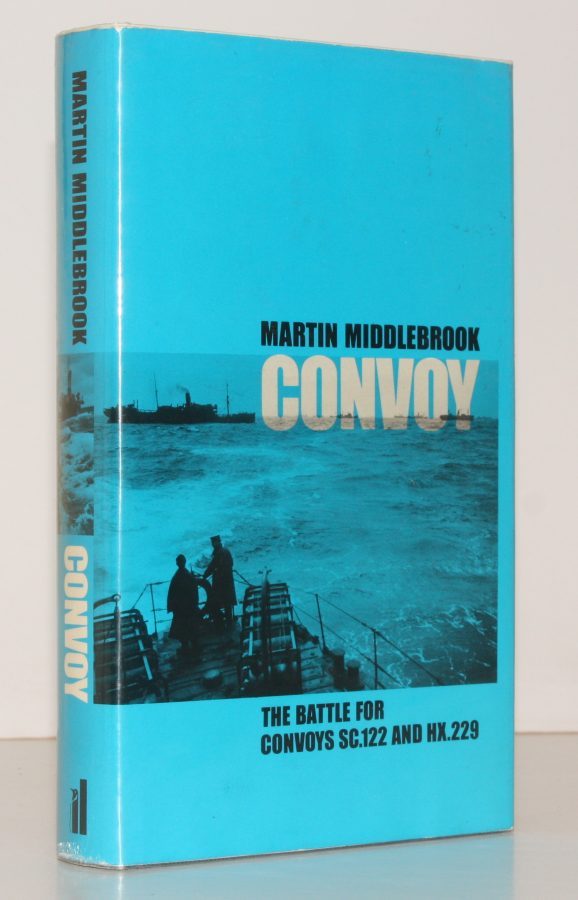 MARTIN MIDDLEBROOK
CONVOY
MARTIN MIDDLEBROOK
CONVOY
THE BATTLE FOR
CONVOYS SC.122 AND HX.229